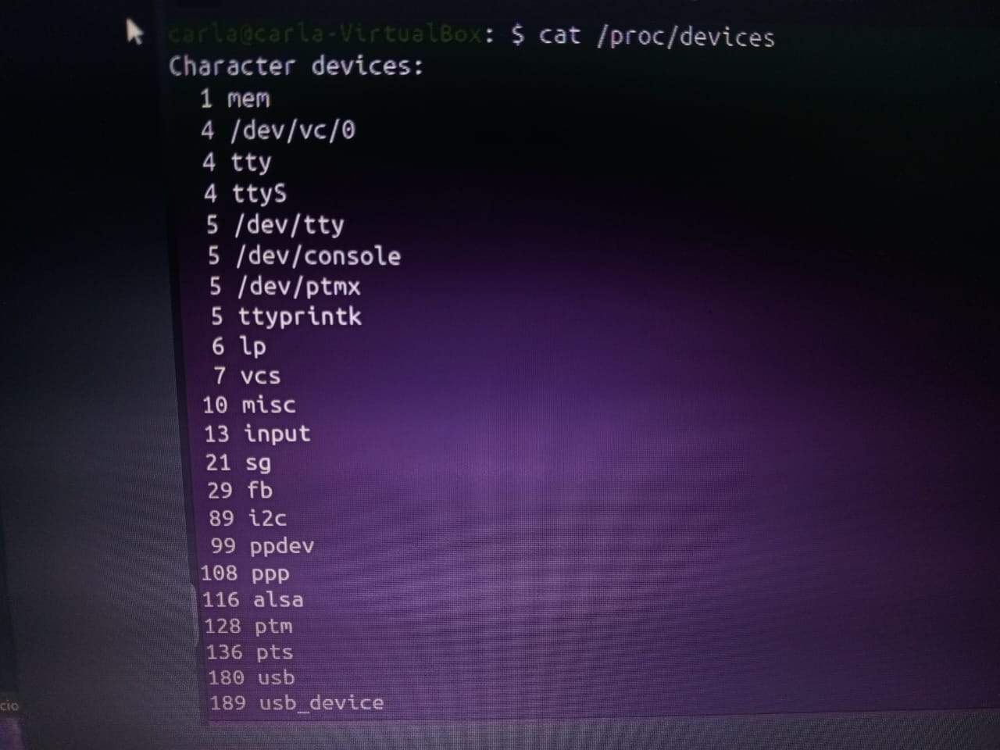 carla@carla-VirtualBox: $ cat /proc/devices
Character devices:
1 mem
4 /dev/vc/0
4 tty
4 ttyS
5 /dev/tty
5 /dev/console
5 /dev/ptmx
5 ttyprintk
6 lp
7 vcs
10 misc
13 input
21 sg
29 fb
89 i2c
99 ppdev
108 ppp
116 alsa
128 ptm
136 pts
180 usb
189 usb_device
cio